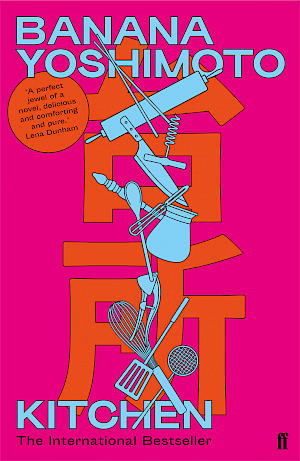 BANANA
YOSHIMOTO
'A perfect
jewel of a
novel, delicious
and comforting
and pure.'
Lena Dunham
台
所
KITCHEN
The International Bestseller
ff